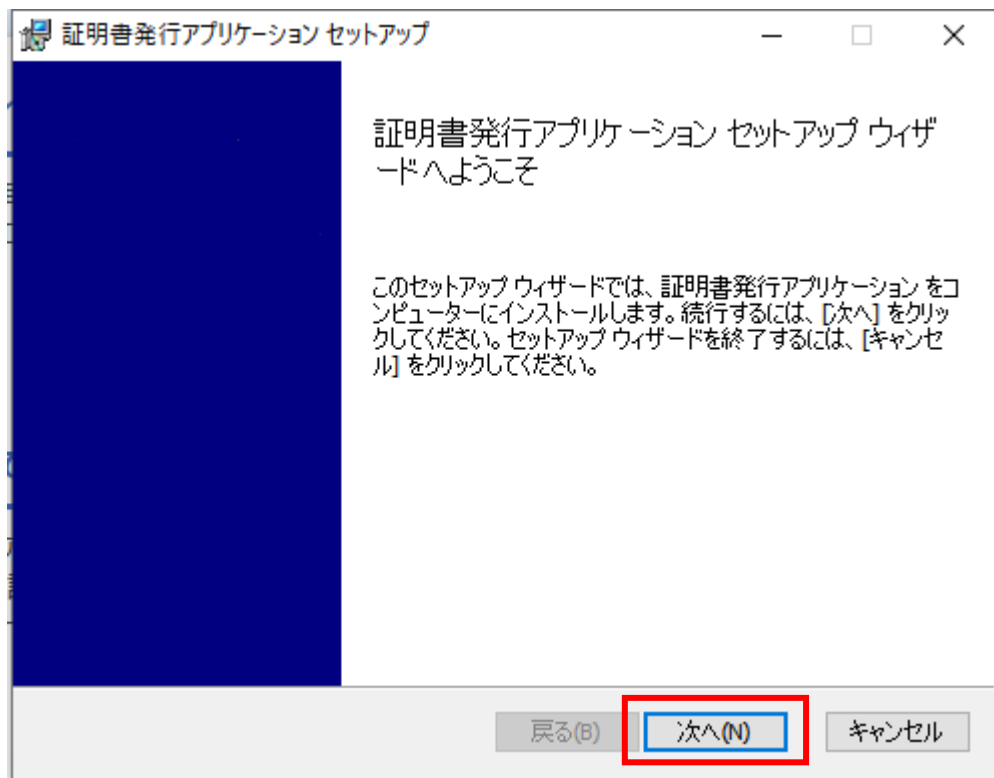 証明書発行アプリケーション セットアップ
証明書発行アプリケーション セットアップ ウィザ
ードへようこそ
このセットアップ ウィザードでは、証明書発行アプリケーション をコ
ンピューターにインストールします。続行するには、[次へ] をクリッ
クしてください。セットアップ ウィザードを終了するには、[キャンセ
ル] をクリックしてください。
戻る(B)
次へ(N)
キャンセル